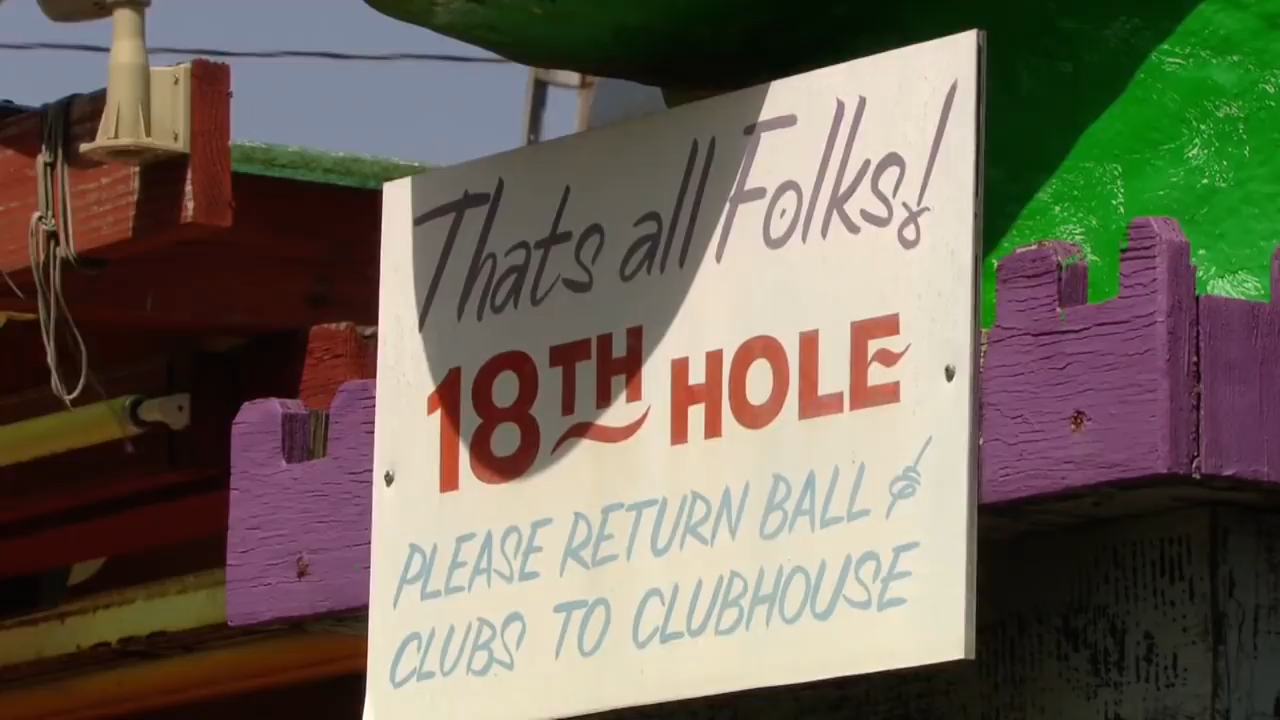 Thats all Folks!
18TH HOLE
PLEASE RETURN BALL &
CLUBS TO CLUBHOUSE